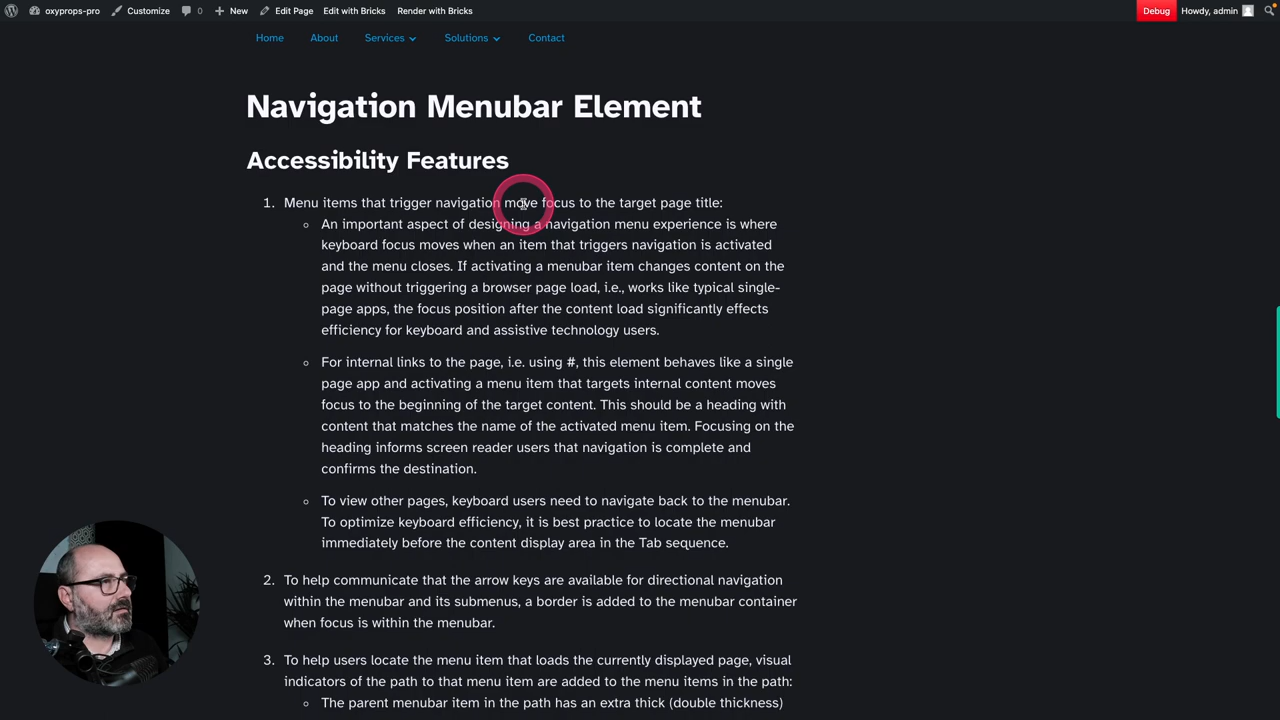 oxyprops-pro Customize 0 New Edit Page Edit with Bricks Render with Bricks Debug Howdy, admin
Home About Services Solutions Contact
Navigation Menubar Element
Accessibility Features
1. Menu items that trigger navigation move focus to the target page title:
An important aspect of designing a navigation menu experience is where
keyboard focus moves when an item that triggers navigation is activated
and the menu closes. If activating a menubar item changes content on the
page without triggering a browser page load, i.e., works like typical single-
page apps, the focus position after the content load significantly effects
efficiency for keyboard and assistive technology users.
For internal links to the page, i.e. using #, this element behaves like a single
page app and activating a menu item that targets internal content moves
focus to the beginning of the target content. This should be a heading with
content that matches the name of the activated menu item. Focusing on the
heading informs screen reader users that navigation is complete and
confirms the destination.
To view other pages, keyboard users need to navigate back to the menubar.
To optimize keyboard efficiency, it is best practice to locate the menubar
immediately before the content display area in the Tab sequence.
2. To help communicate that the arrow keys are available for directional navigation
within the menubar and its submenus, a border is added to the menubar container
when focus is within the menubar.
3. To help users locate the menu item that loads the currently displayed page, visual
indicators of the path to that menu item are added to the menu items in the path:
The parent menubar item in the path has an extra thick (double thickness)